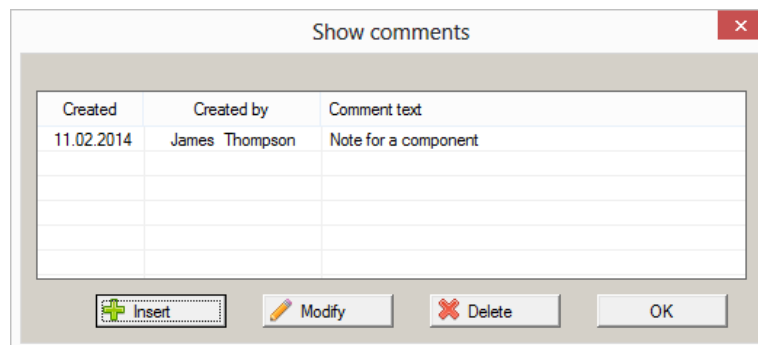 Show comments
Created Created by Comment text
11.02.2014 James Thompson Note for a component
Insert Modify Delete OK